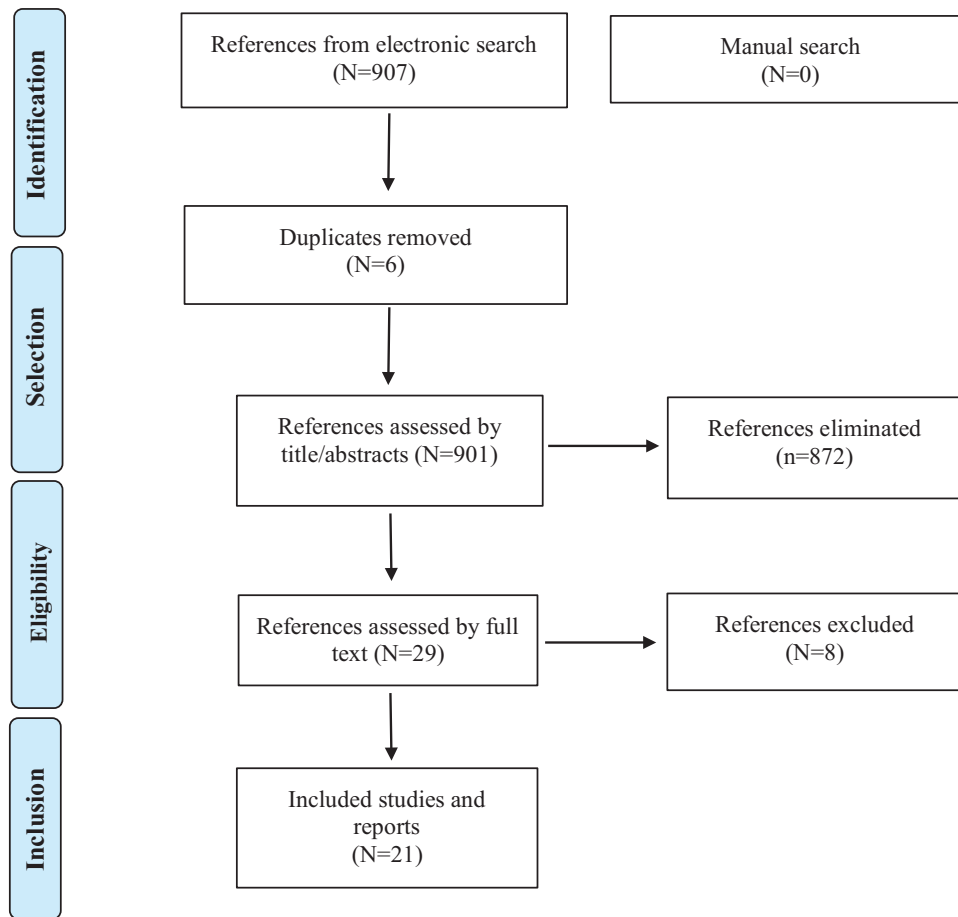 Identification
References from electronic search
(N=907)
Manual search
(N=0)
Duplicates removed
(N=6)
Selection
References assessed by
title/abstracts (N=901)
References eliminated
(n=872)
Eligibility
References assessed by full
text (N=29)
References excluded
(N=8)
Inclusion
Included studies and
reports
(N=21)